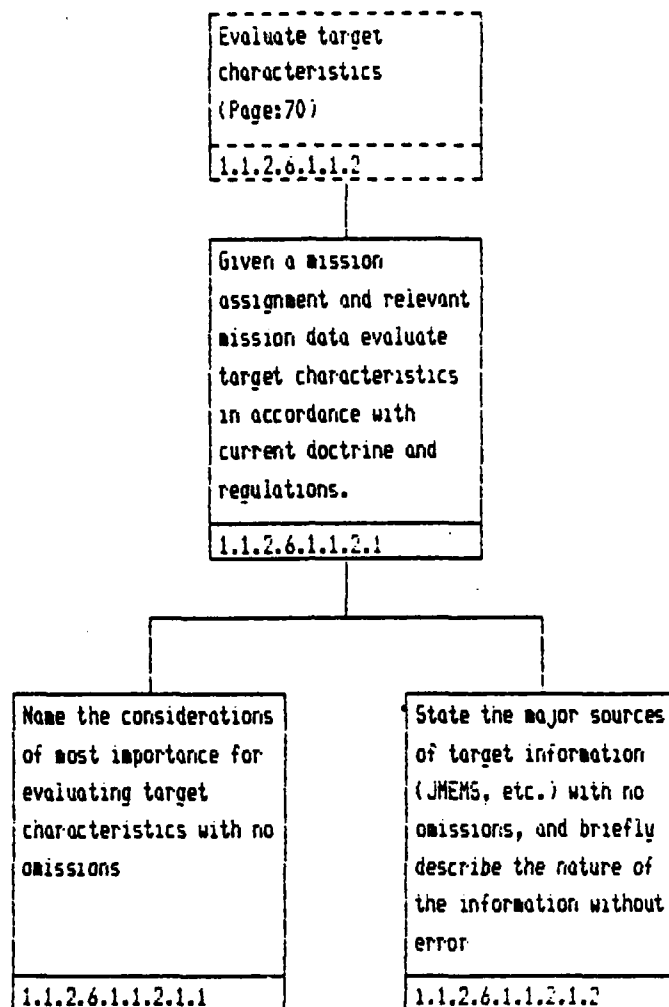 Evaluate target
characteristics
(Page:70)
1.1.2.6.1.1.2
Given a mission
assignment and relevant
mission data evaluate
target characteristics
in accordance with
current doctrine and
regulations.
1.1.2.6.1.1.2.1
Name the considerations
of most importance for
evaluating target
characteristics with no
omissions
1.1.2.6.1.1.2.1.1
State the major sources
of target information
(JMEMS, etc.) with no
omissions, and briefly
describe the nature of
the information without
error
1.1.2.6.1.1.2.1.2